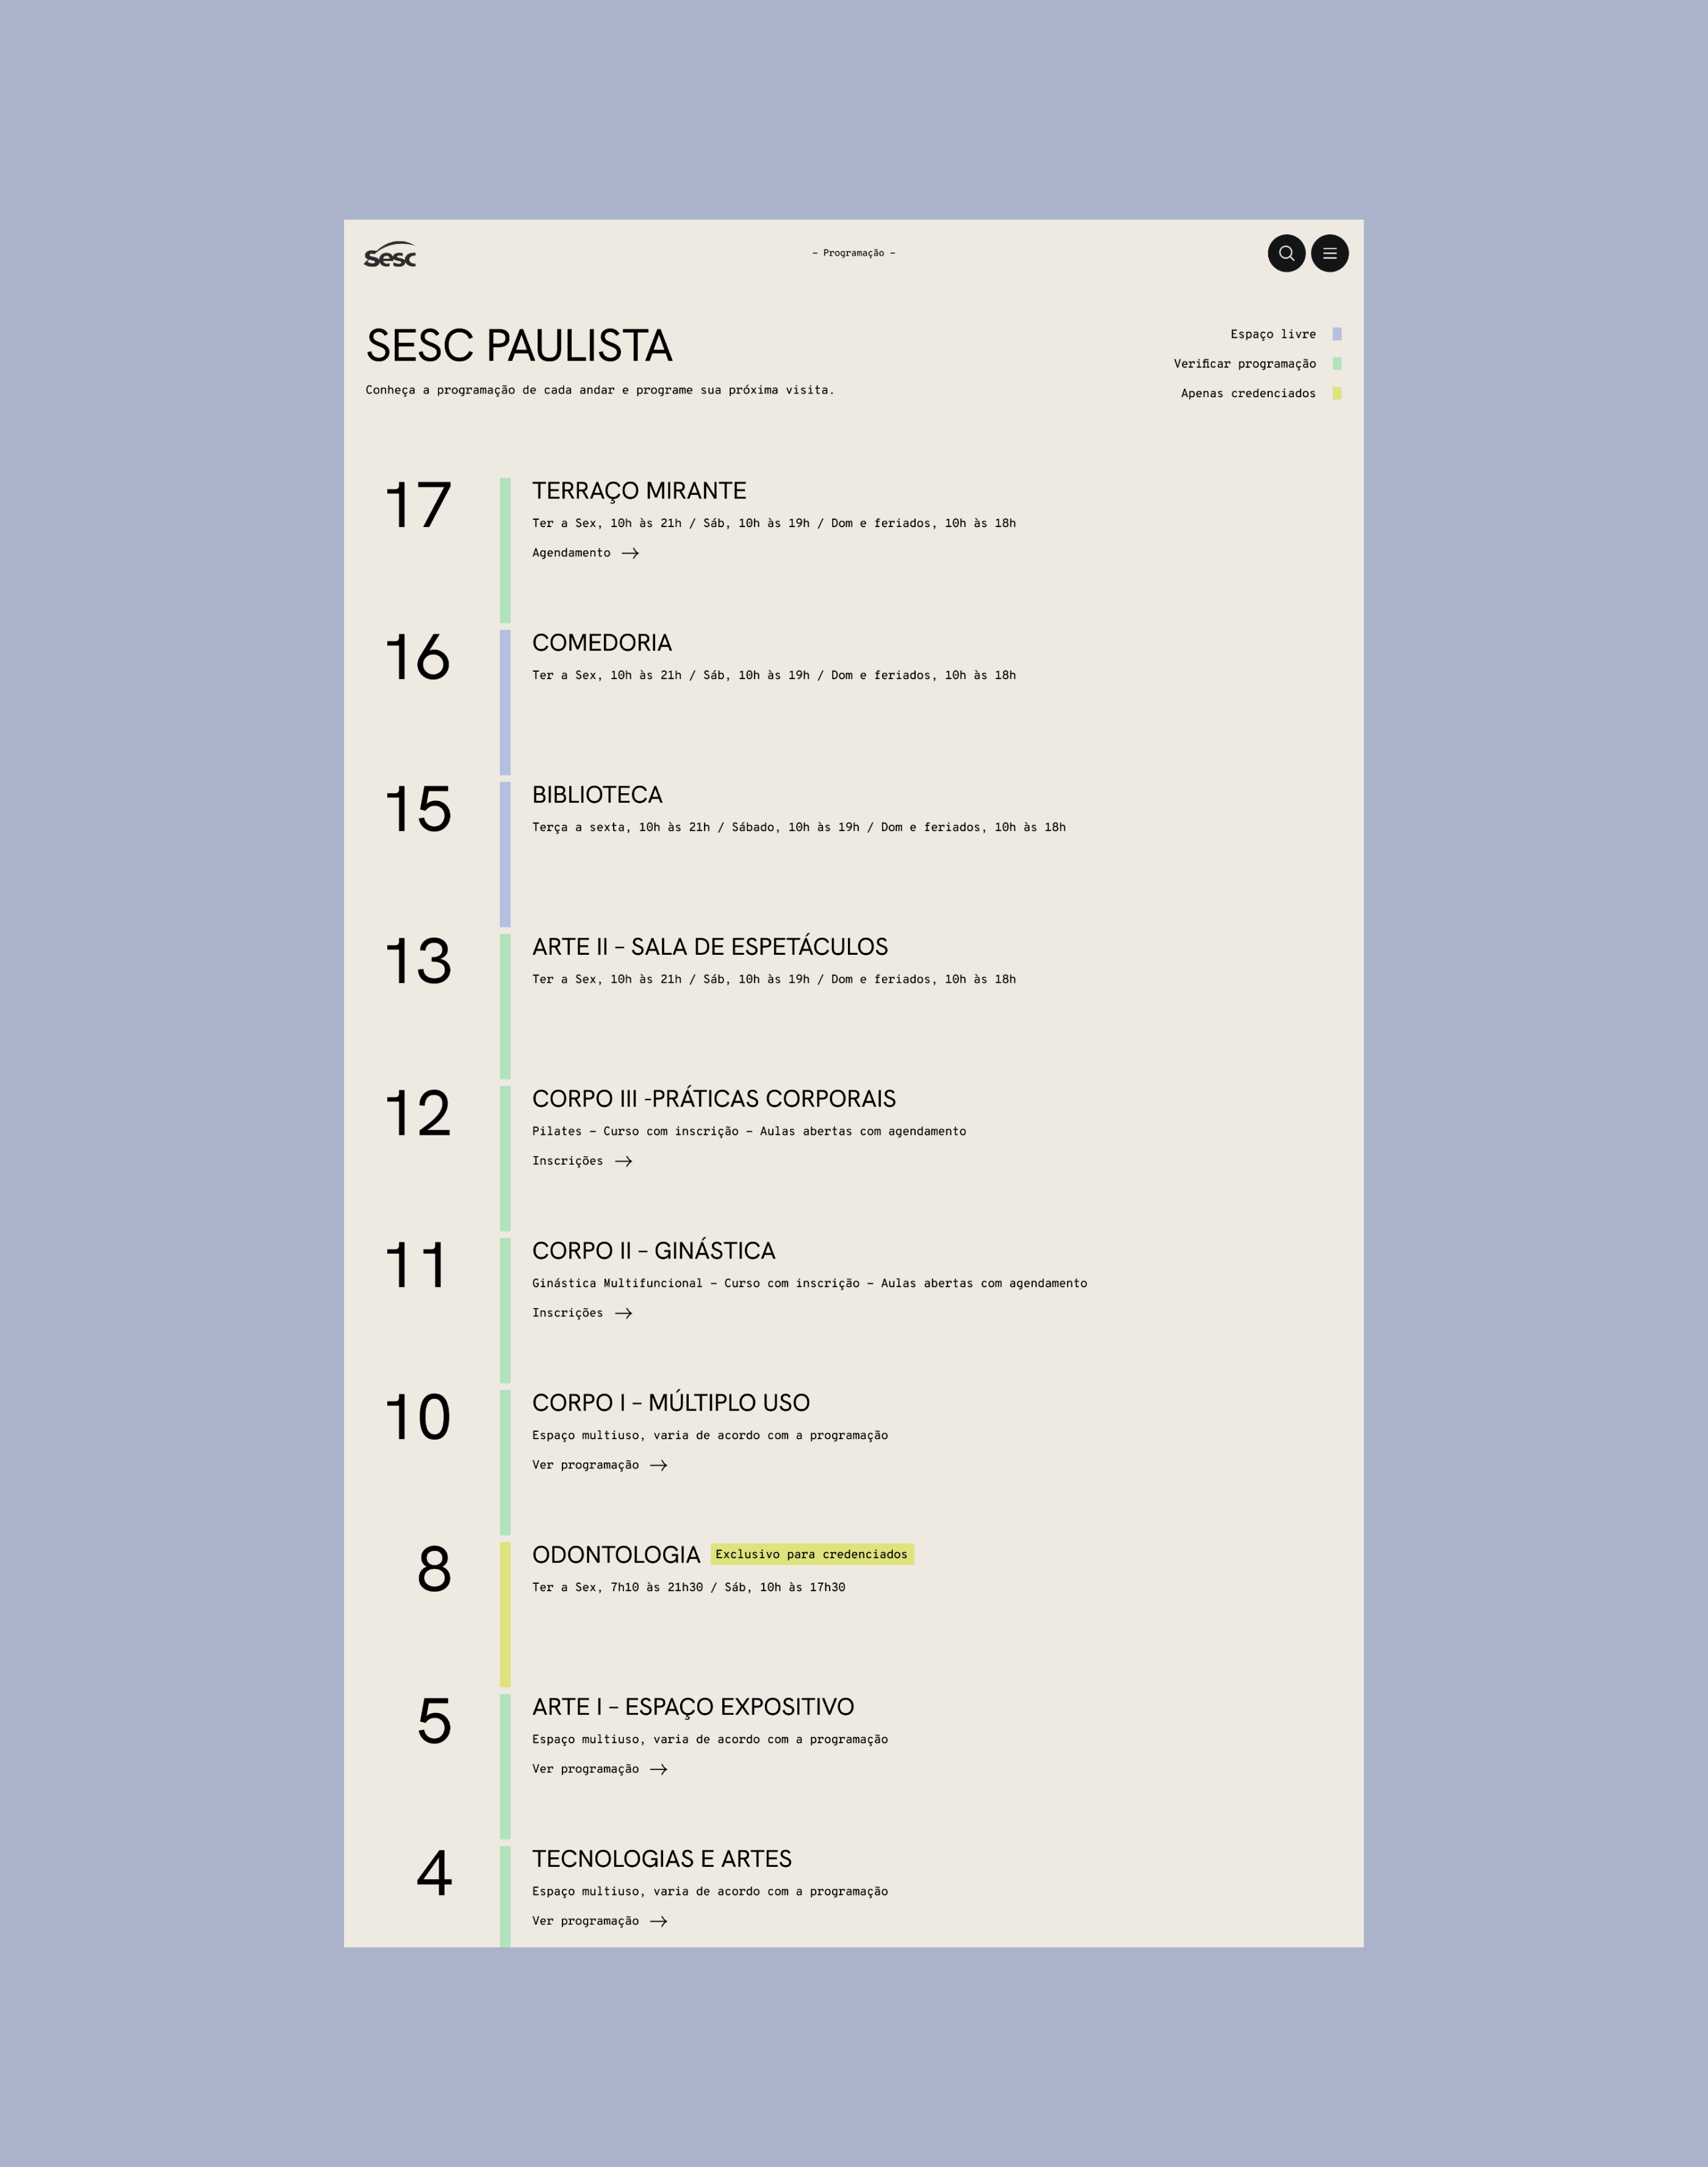 sesc
– Programação –
SESC PAULISTA
Conheça a programação de cada andar e programe sua próxima visita.
Espaço livre
Verificar programação
Apenas credenciados
17
TERRAÇO MIRANTE
Ter a Sex, 10h às 21h / Sáb, 10h às 19h / Dom e feriados, 10h às 18h
Agendamento →
16
COMEDORIA
Ter a Sex, 10h às 21h / Sáb, 10h às 19h / Dom e feriados, 10h às 18h
15
BIBLIOTECA
Terça a sexta, 10h às 21h / Sábado, 10h às 19h / Dom e feriados, 10h às 18h
13
ARTE II – SALA DE ESPETÁCULOS
Ter a Sex, 10h às 21h / Sáb, 10h às 19h / Dom e feriados, 10h às 18h
12
CORPO III -PRÁTICAS CORPORAIS
Pilates – Curso com inscrição – Aulas abertas com agendamento
Inscrições →
11
CORPO II – GINÁSTICA
Ginástica Multifuncional – Curso com inscrição – Aulas abertas com agendamento
Inscrições →
10
CORPO I – MÚLTIPLO USO
Espaço multiuso, varia de acordo com a programação
Ver programação →
8
ODONTOLOGIA Exclusivo para credenciados
Ter a Sex, 7h10 às 21h30 / Sáb, 10h às 17h30
5
ARTE I – ESPAÇO EXPOSITIVO
Espaço multiuso, varia de acordo com a programação
Ver programação →
4
TECNOLOGIAS E ARTES
Espaço multiuso, varia de acordo com a programação
Ver programação →